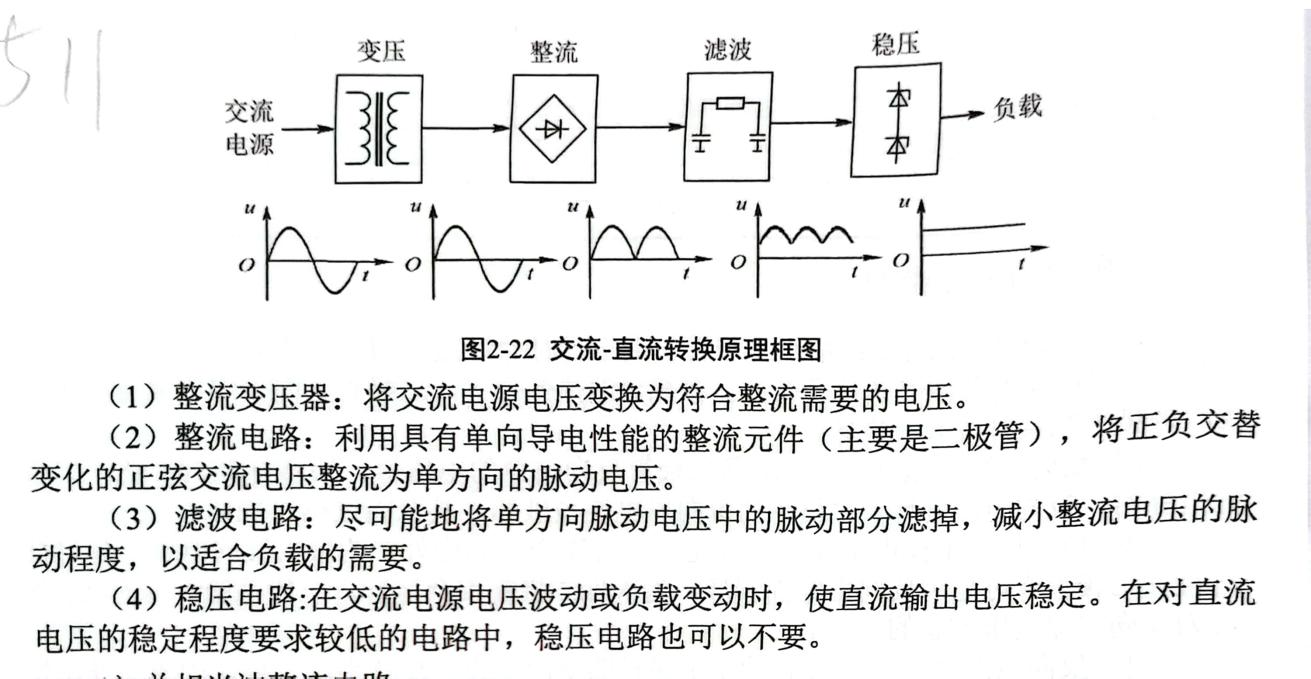 511
变压 整流 滤波 稳压
交流
电源
负载
u u u u u
O t O t O t O t O t
图2-22 交流-直流转换原理框图
（1）整流变压器：将交流电源电压变换为符合整流需要的电压。
（2）整流电路：利用具有单向导电性能的整流元件（主要是二极管），将正负交替
变化的正弦交流电压整流为单方向的脉动电压。
（3）滤波电路：尽可能地将单方向脉动电压中的脉动部分滤掉，减小整流电压的脉
动程度，以适合负载的需要。
（4）稳压电路:在交流电源电压波动或负载变动时，使直流输出电压稳定。在对直流
电压的稳定程度要求较低的电路中，稳压电路也可以不要。